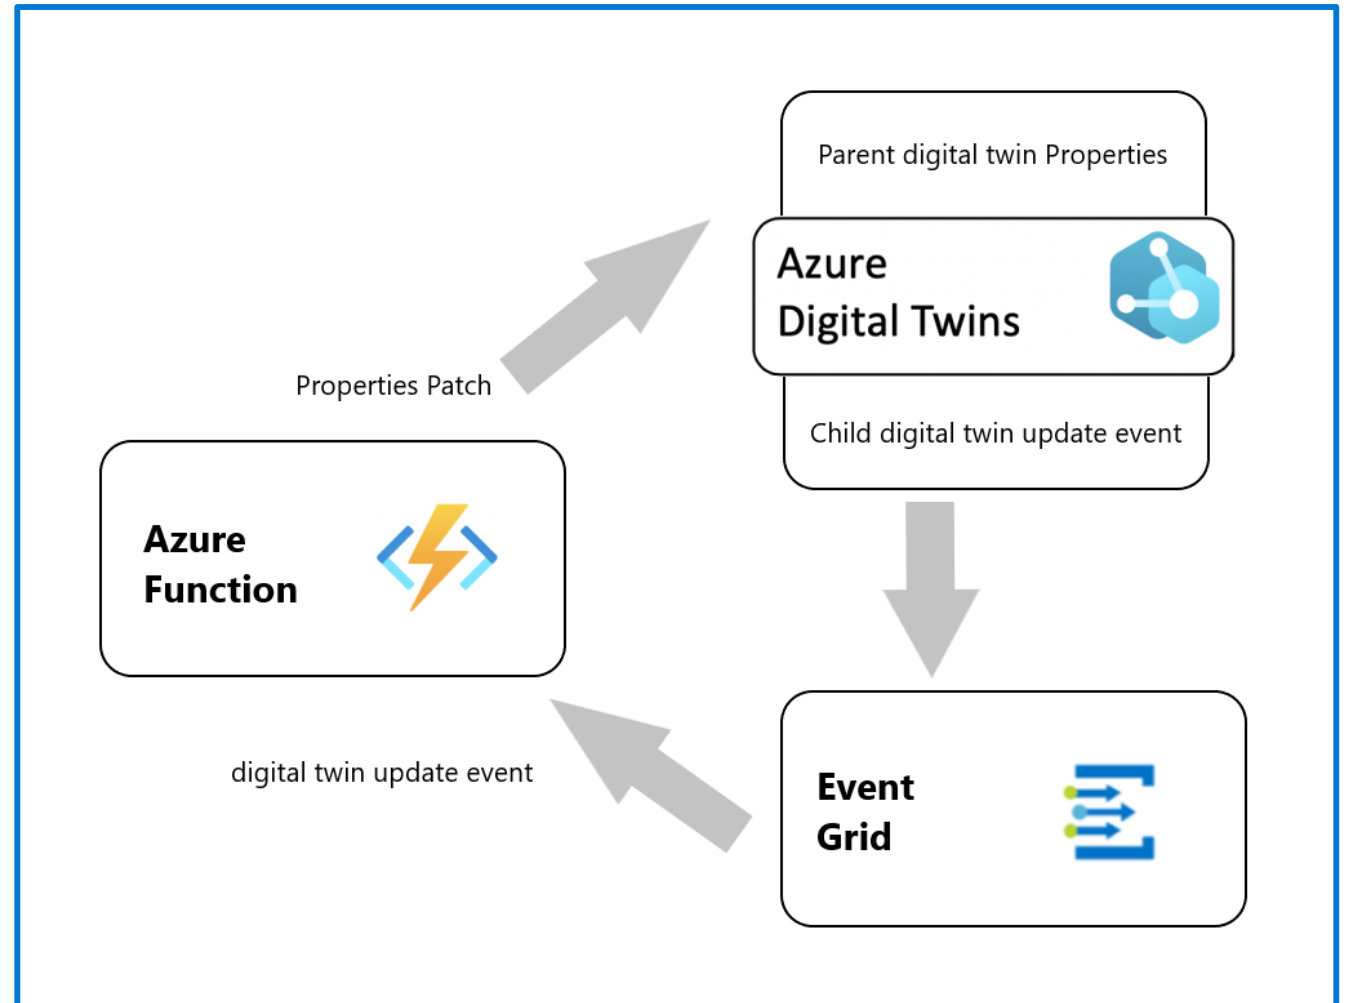 Parent digital twin Properties
Azure
Digital Twins
Child digital twin update event
Properties Patch
Azure
Function
digital twin update event
Event
Grid